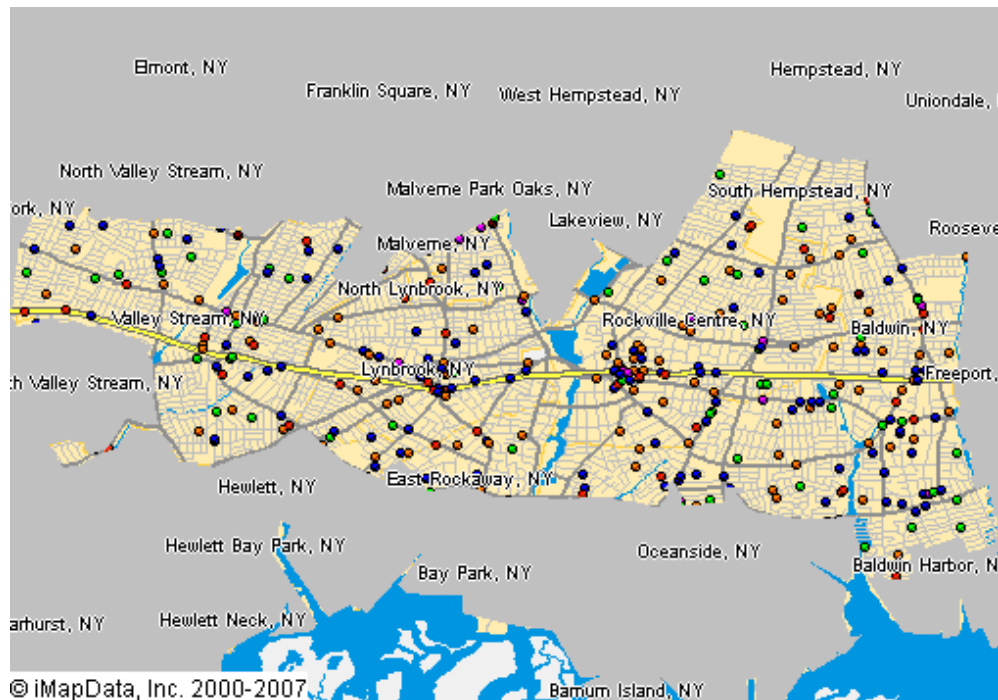 Elmont, NY
Hempstead, NY
Franklin Square, NY
West Hempstead, NY
Uniondale,
North Valley Stream, NY
Malverne Park Oaks, NY
South Hempstead, NY
ork, NY
Lakeview, NY
Rooseve
Malverne, NY
North Lynbrook, NY
Valley Stream, NY
Rockville Centre, NY
Baldwin, NY
Lynbrook, NY
Freeport,
th Valley Stream, NY
East Rockaway, NY
Hewlett, NY
Hewlett Bay Park, NY
Oceanside, NY
Bay Park, NY
Baldwin Harbor, N
arhurst, NY
Hewlett Neck, NY
© iMapData, Inc. 2000-2007
Barnum Island, NY